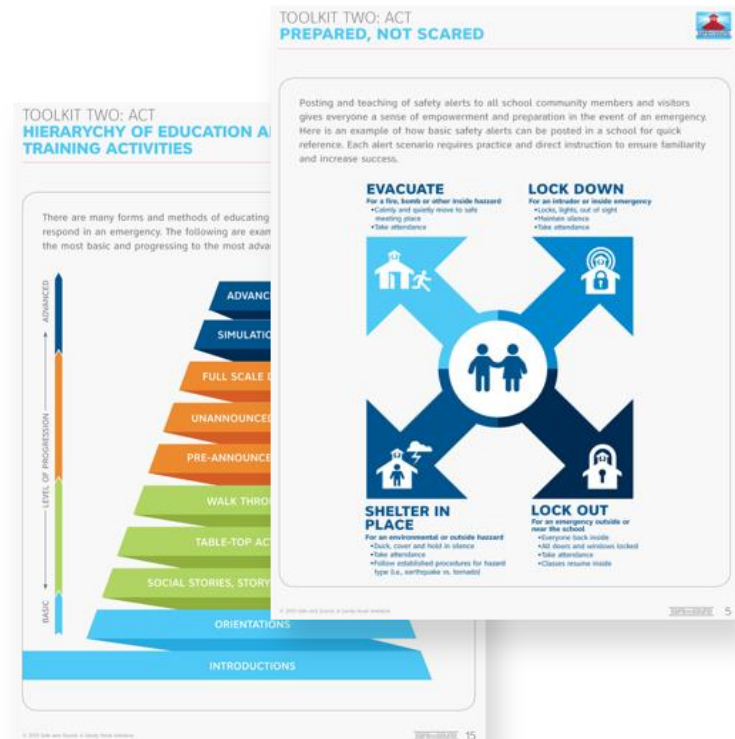 TOOLKIT TWO: ACT
PREPARED, NOT SCARED
Posting and teaching of safety alerts to all school community members and visitors
gives everyone a sense of empowerment and preparation in the event of an emergency.
Here is an example of how basic safety alerts can be posted in a school for quick
reference. Each alert scenario requires practice and direct instruction to ensure familiarity
and increase success.
EVACUATE
For a fire, bomb or other inside hazzard
•Calmly and quietly move to safe
meeting place
•Take attendance
LOCK DOWN
For an intruder or inside emergency
•Locks, lights, out of sight
•Maintain silence
•Take attendance
SHELTER IN
PLACE
For an environmental or outside hazzard
•Duck, cover and hold in silence
•Take attendance
•Follow established procedures for hazard
type (i.e., earthquake vs. tornado)
LOCK OUT
For an emergency outside or
near the school
•Everyone back inside
•All doors and windows locked
•Take attendance
•Classes resume inside
5
TOOLKIT TWO: ACT
HIERARYCHY OF EDUCATION A
TRAINING ACTIVITIES
There are many forms and methods of educating
respond in an emergency. The following are exam
the most basic and progressing to the most advan
ADVANCED
LEVEL OF PROGRESSION
BASIC
ADVANC
SIMULATIO
FULL SCALE
UNANNOUNCE
PRE-ANNOUNCE
WALK THRO
TABLE-TOP AC
SOCIAL STORIES, STORY
ORIENTATIONS
INTRODUCTIONS
15